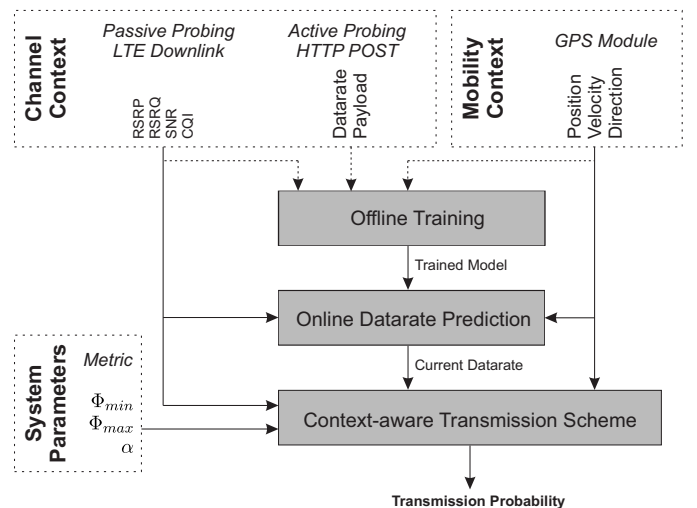 Channel
Context
Passive Probing
LTE Downlink
RSRP
RSRQ
SNR
CQI
Active Probing
HTTP POST
Datarate
Payload
Mobility
Context
GPS Module
Position
Velocity
Direction
Offline Training
Trained Model
Online Datarate Prediction
Current Datarate
System
Parameters
Metric
Φmin
Φmax
α
Context-aware Transmission Scheme
Transmission Probability